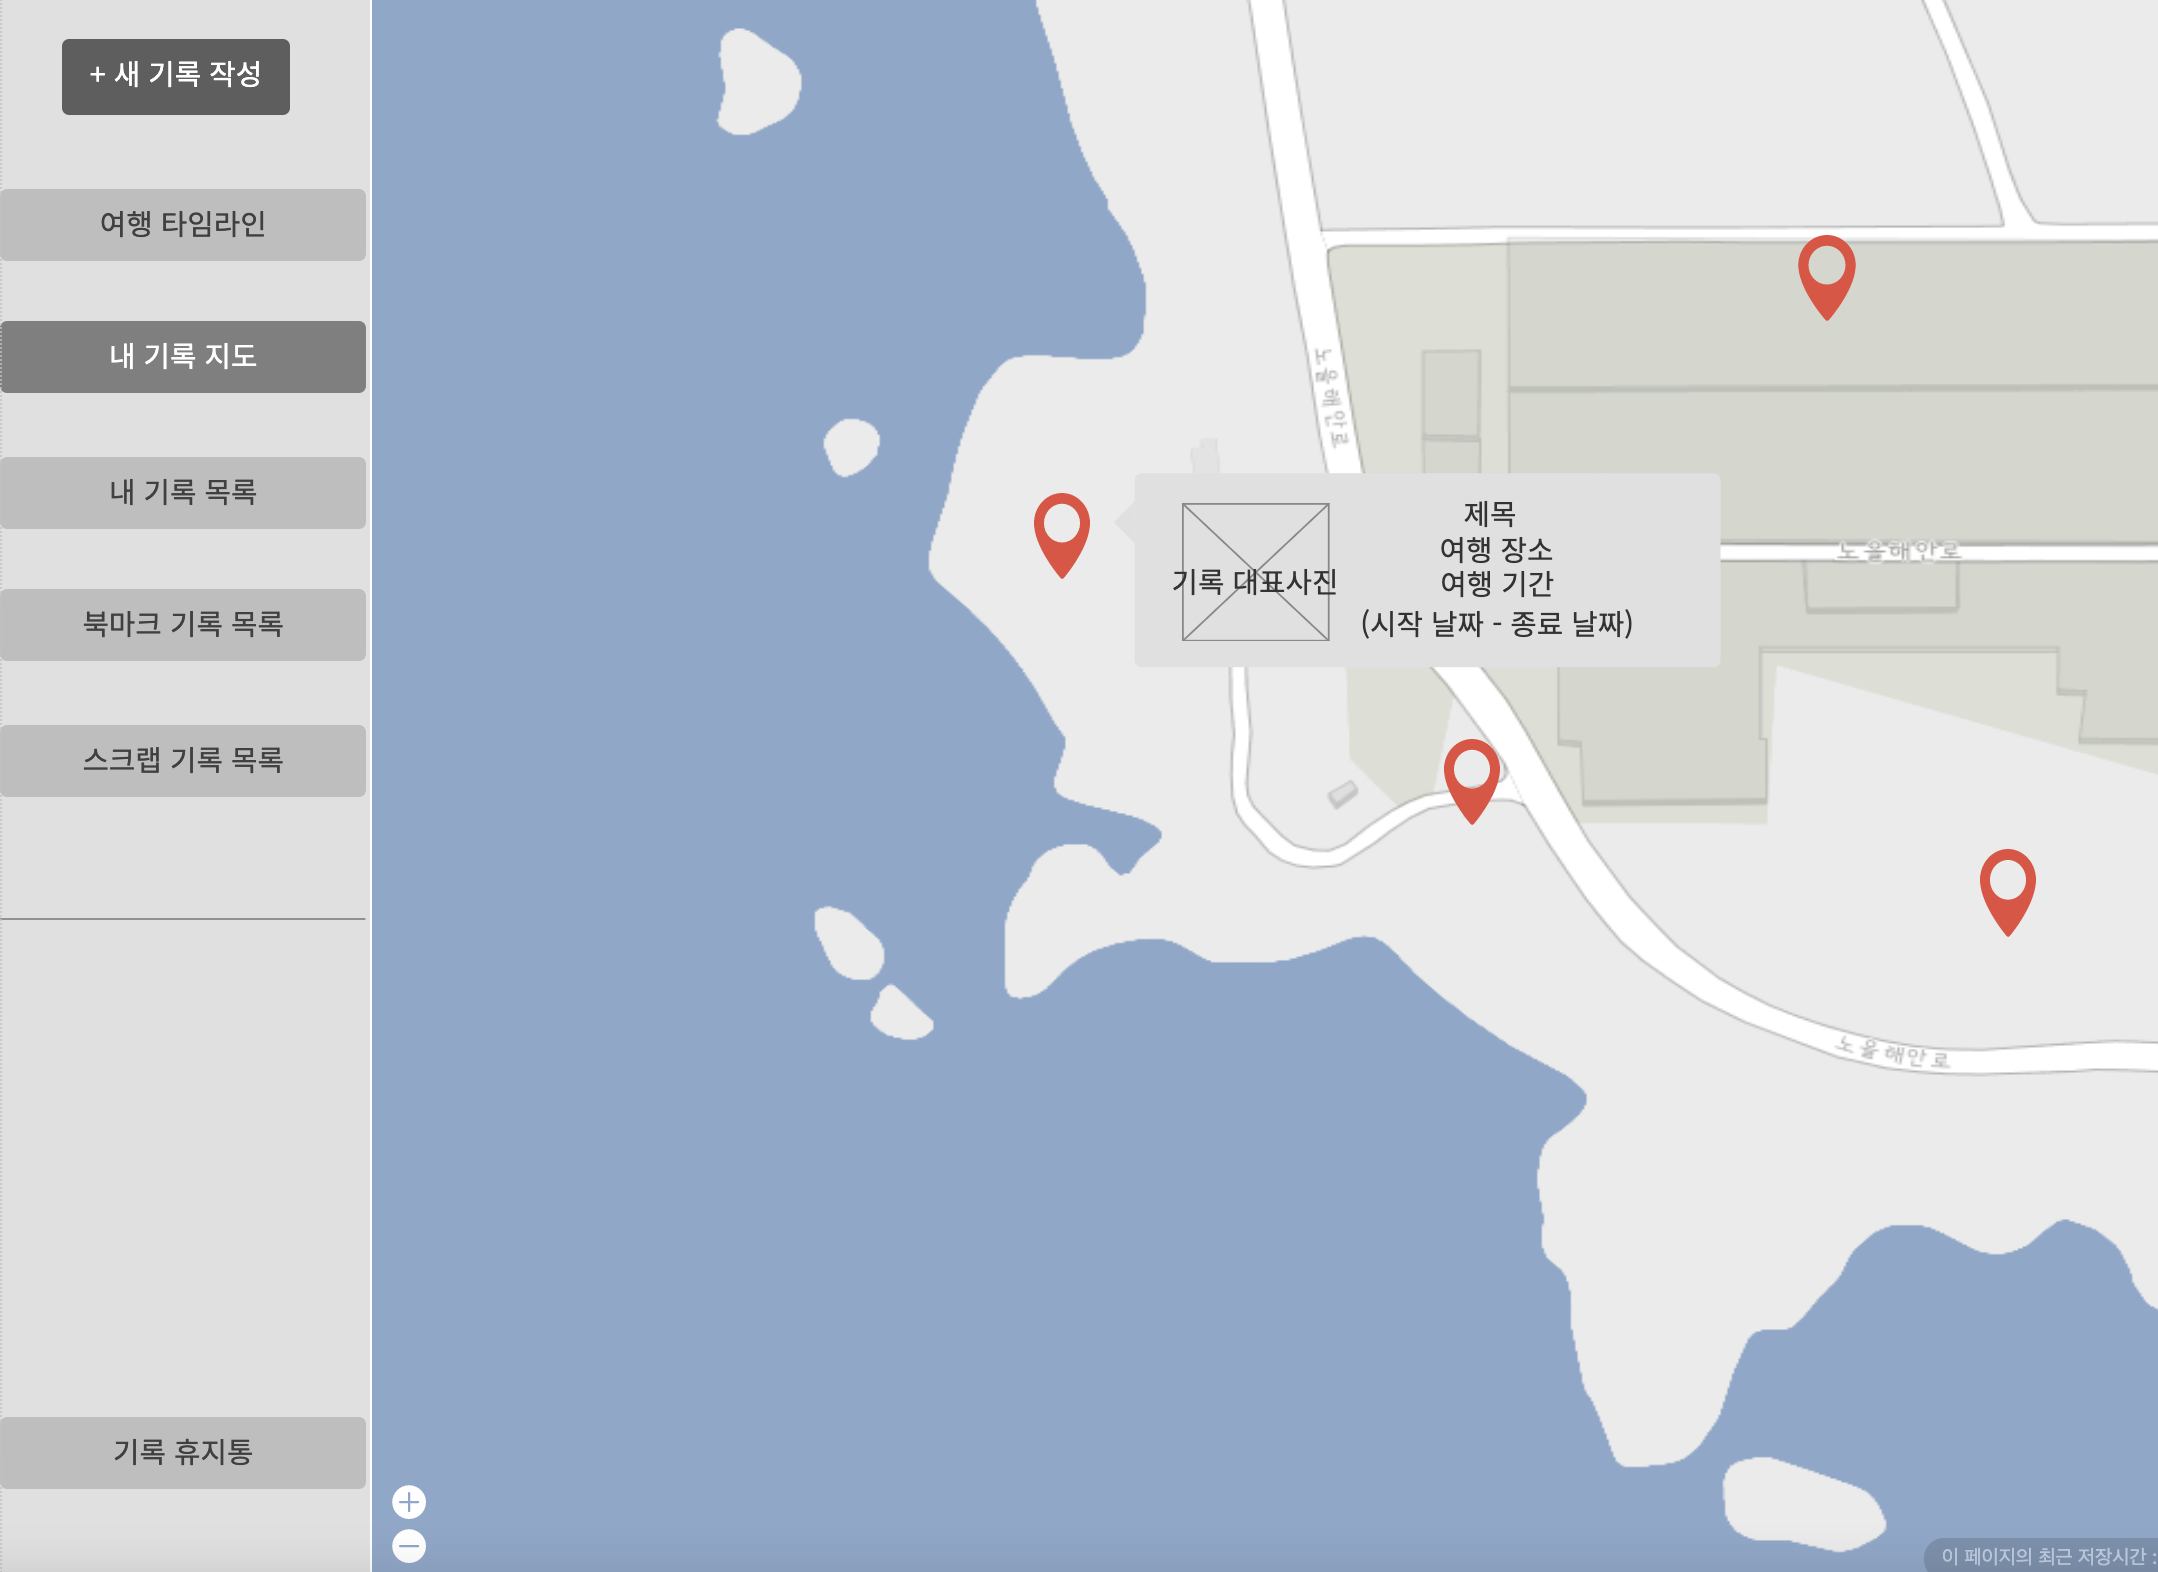 + 새 기록 작성
여행 타임라인
내 기록 지도
내 기록 목록
북마크 기록 목록
스크랩 기록 목록
기록 휴지통
노을해안로
기록 대표사진
제목
여행 장소
여행 기간
(시작 날짜 - 종료 날짜)
노을해안로
노을해안로
이 페이지의 최근 저장시간 :